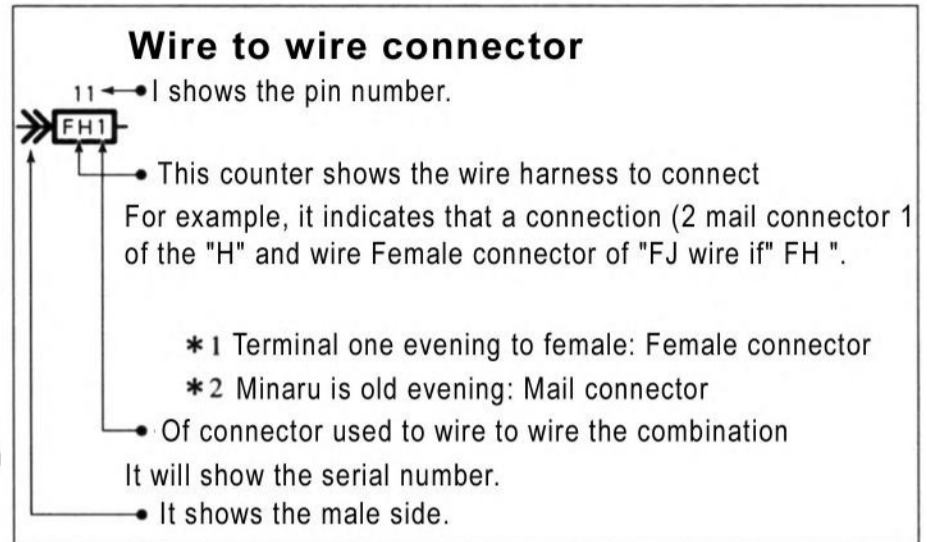 Wire to wire connector
11 I shows the pin number.
FH1
This counter shows the wire harness to connect
For example, it indicates that a connection (2 mail connector 1
of the "H" and wire Female connector of "FJ wire if" FH ".
*1 Terminal one evening to female: Female connector
*2 Minaru is old evening: Mail connector
Of connector used to wire to wire the combination
It will show the serial number.
It shows the male side.